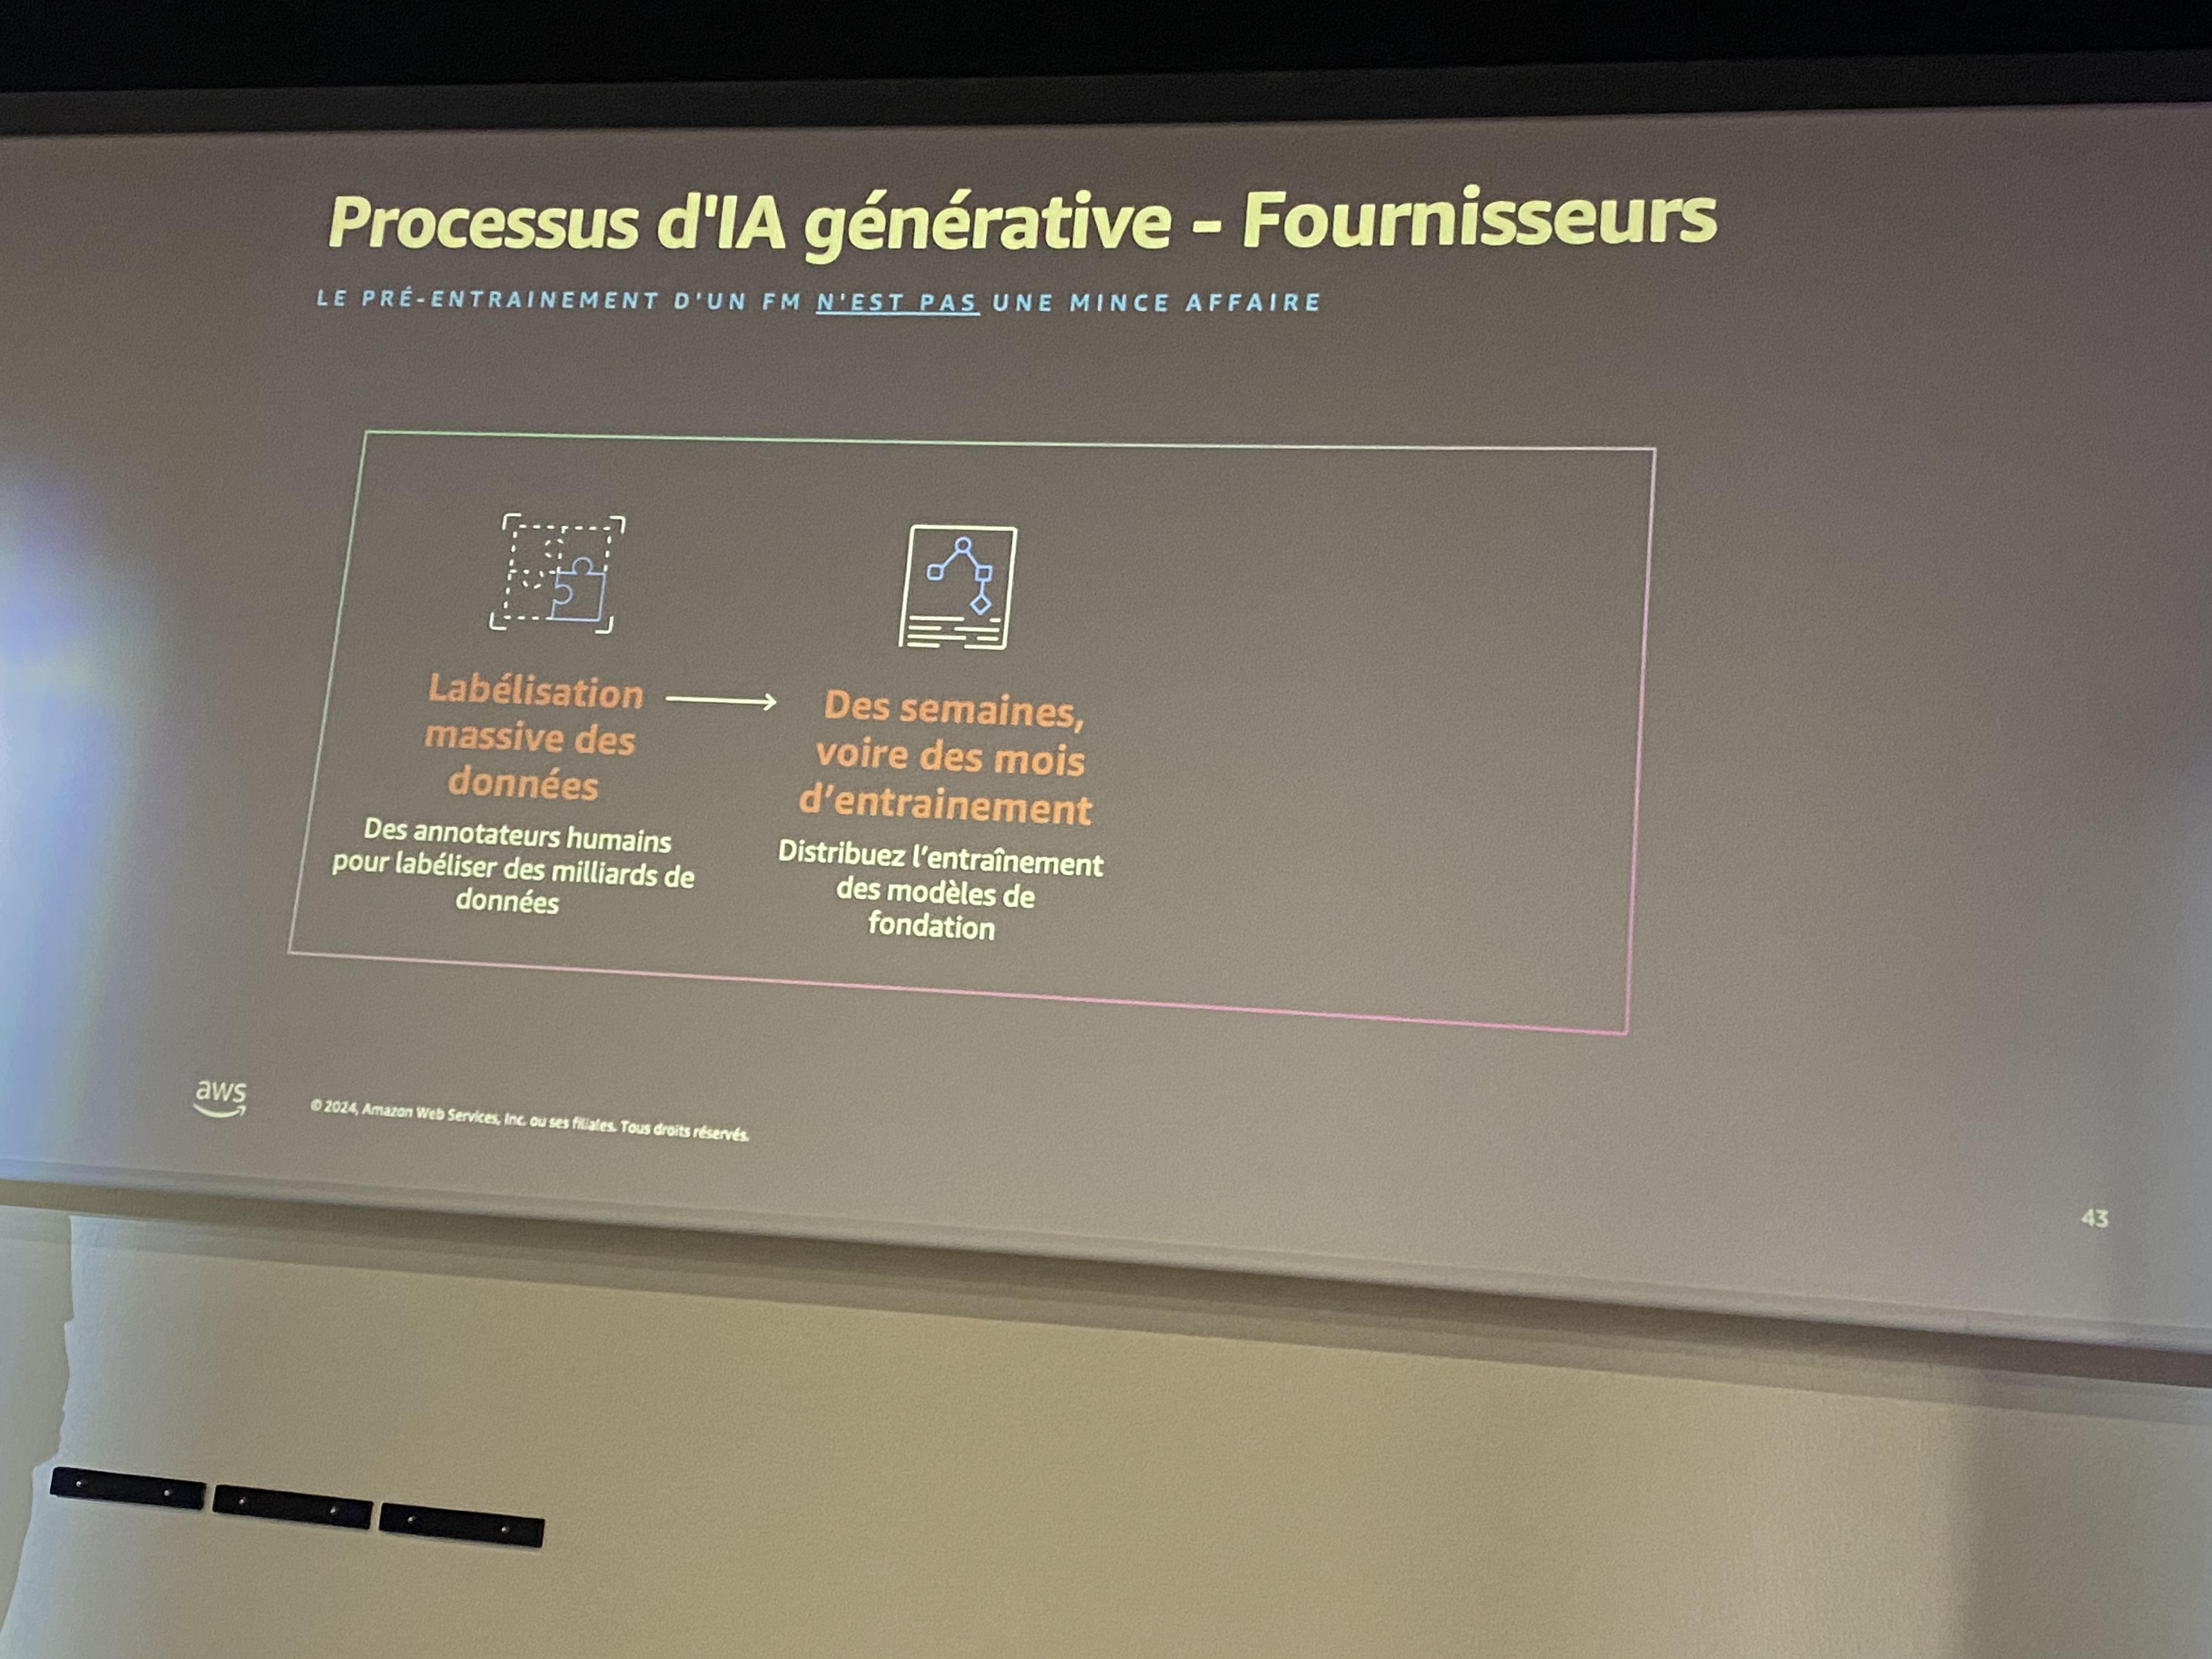 Processus d'IA générative - Fournisseurs
LE PRÉ-ENTRAINEMENT D'UN FM N'EST PAS UNE MINCE AFFAIRE
Labélisation
massive des
données
Des annotateurs humains
pour labéliser des milliards de
données
Des semaines,
voire des mois
d’entrainement
Distribuez l’entraînement
des modèles de
fondation
aws
© 2024, Amazon Web Services, Inc. ou ses filiales. Tous droits réservés.
43